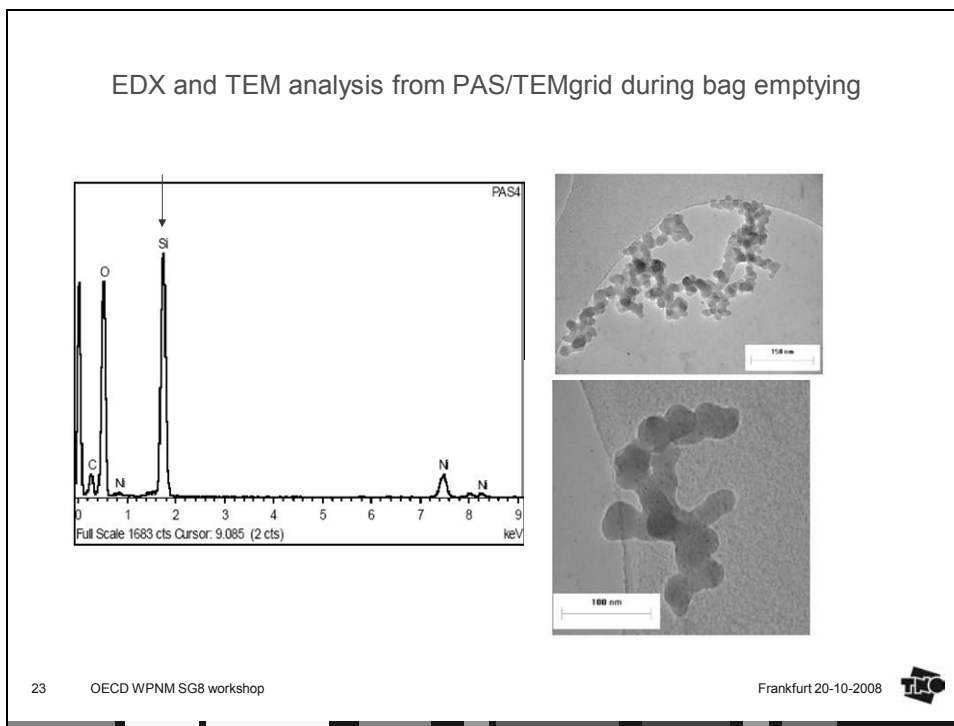 EDX and TEM analysis from PAS/TEMgrid during bag emptying
PAS4
Si
O
C
Ni
Ni
Ni
0 1 2 3 4 5 6 7 8 9
Full Scale 1683 cts Cursor: 9.085 (2 cts)
keV
150 nm
100 nm
23
OECD WPNM SG8 workshop
Frankfurt 20-10-2008
TNO